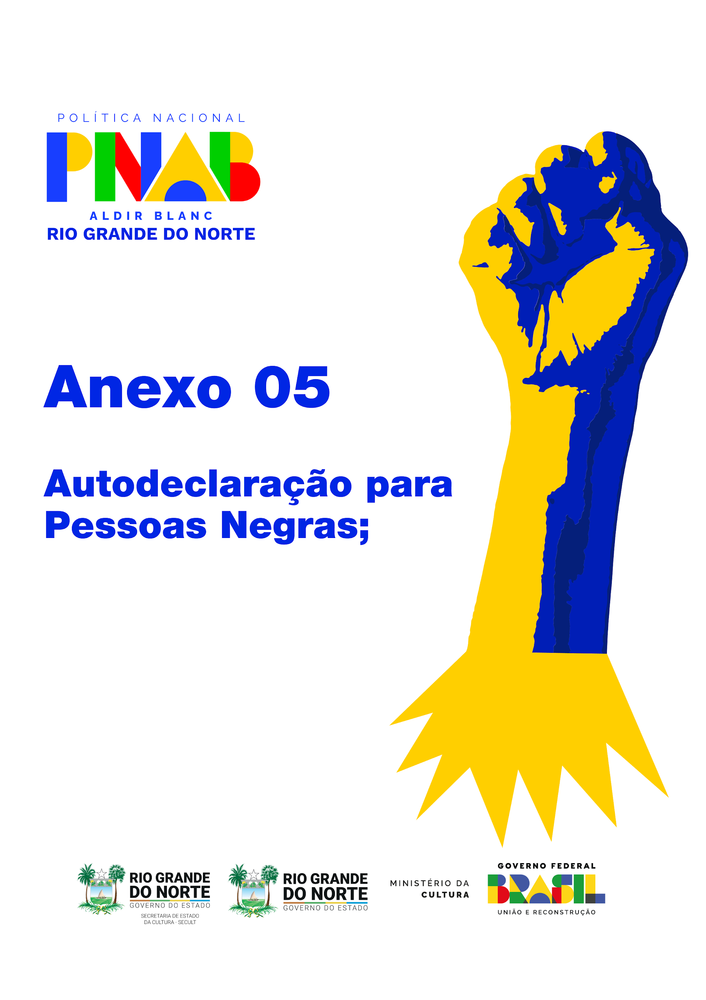 POLÍTICA NACIONAL
PNAB
ALDIR BLANC
RIO GRANDE DO NORTE
Anexo 05
Autodeclaração para
Pessoas Negras;
RIO GRANDE
DO NORTE
GOVERNO DO ESTADO
SECRETARIA DE ESTADO
DA CULTURA - SECULT
RIO GRANDE
DO NORTE
GOVERNO DO ESTADO
MINISTÉRIO DA
CULTURA
GOVERNO FEDERAL
BRASIL
UNIÃO E RECONSTRUÇÃO